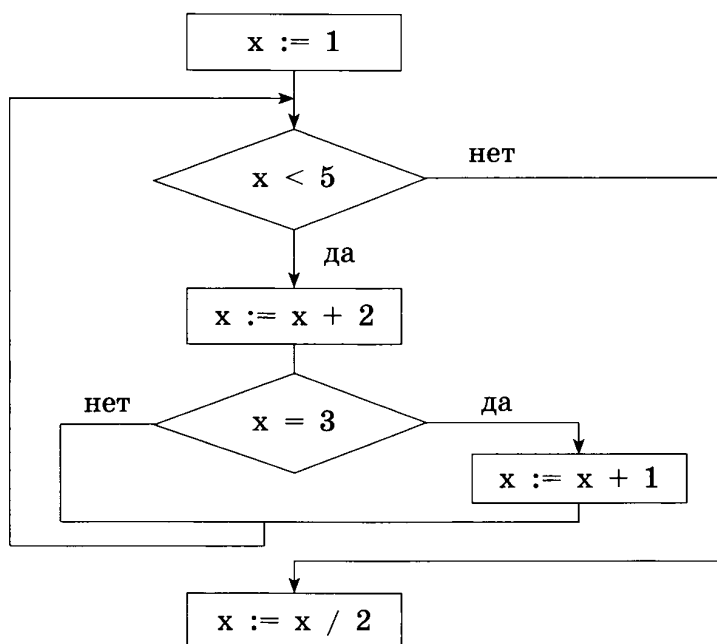 x := 1
x < 5
нет
да
x := x + 2
нет
x = 3
да
x := x + 1
x := x / 2